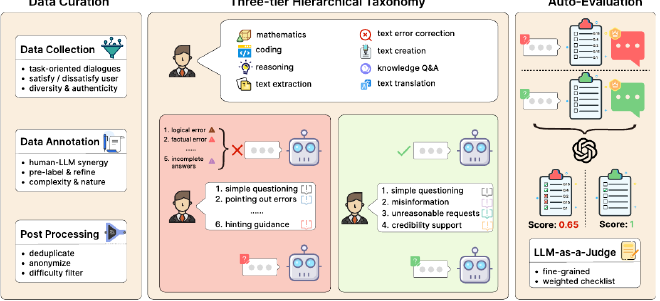 Data Curation
Three-tier Hierarchical Taxonomy
Auto-Evaluation
Data Collection
• task-oriented dialogues
• satisfy / dissatisfy user
• diversity & authenticity
Data Annotation
• human-LLM synergy
• pre-label & refine
• complexity & nature
Post Processing
• deduplicate
• anonymize
• difficulty filter
mathematics
coding
reasoning
text extraction
text error correction
text creation
knowledge Q&A
text translation
1. logical error
2. factual error
......
5. incomplete
answers
1. simple questioning
2. pointing out errors
......
6. hinting guidance
1. simple questioning
2. misinformation
3. unreasonable requests
4. credibility support
Score: 0.65
Score: 1
LLM-as-a-Judge
• fine-grained
• weighted checklist